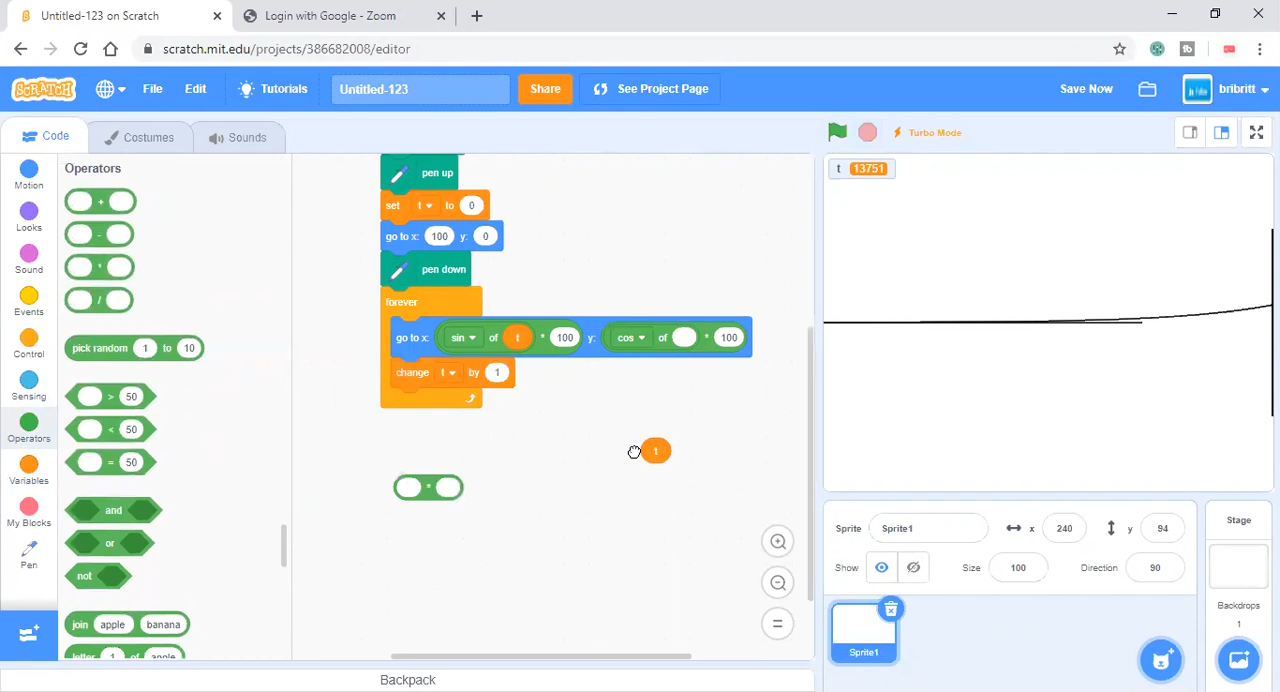 Untitled-123 on Scratch
Login with Google - Zoom
scratch.mit.edu/projects/386682008/editor
SCRATCH
File
Edit
Tutorials
Untitled-123
Share
See Project Page
Save Now
bribritt
Code
Costumes
Sounds
Turbo Mode
Motion
Looks
Sound
Events
Control
Sensing
Operators
Variables
My Blocks
Pen
Operators
+
-
*
/
pick random 1 to 10
> 50
< 50
= 50
and
or
not
join apple banana
letter 1 of apple
pen up
set t to 0
go to x: 100 y: 0
pen down
forever
go to x: sin of t * 100 y: cos of * 100
change t by 1
t
*
t 13751
Sprite Sprite1 x 240 y 94
Show Size 100 Direction 90
Sprite1
Stage
Backdrops
1
Backpack